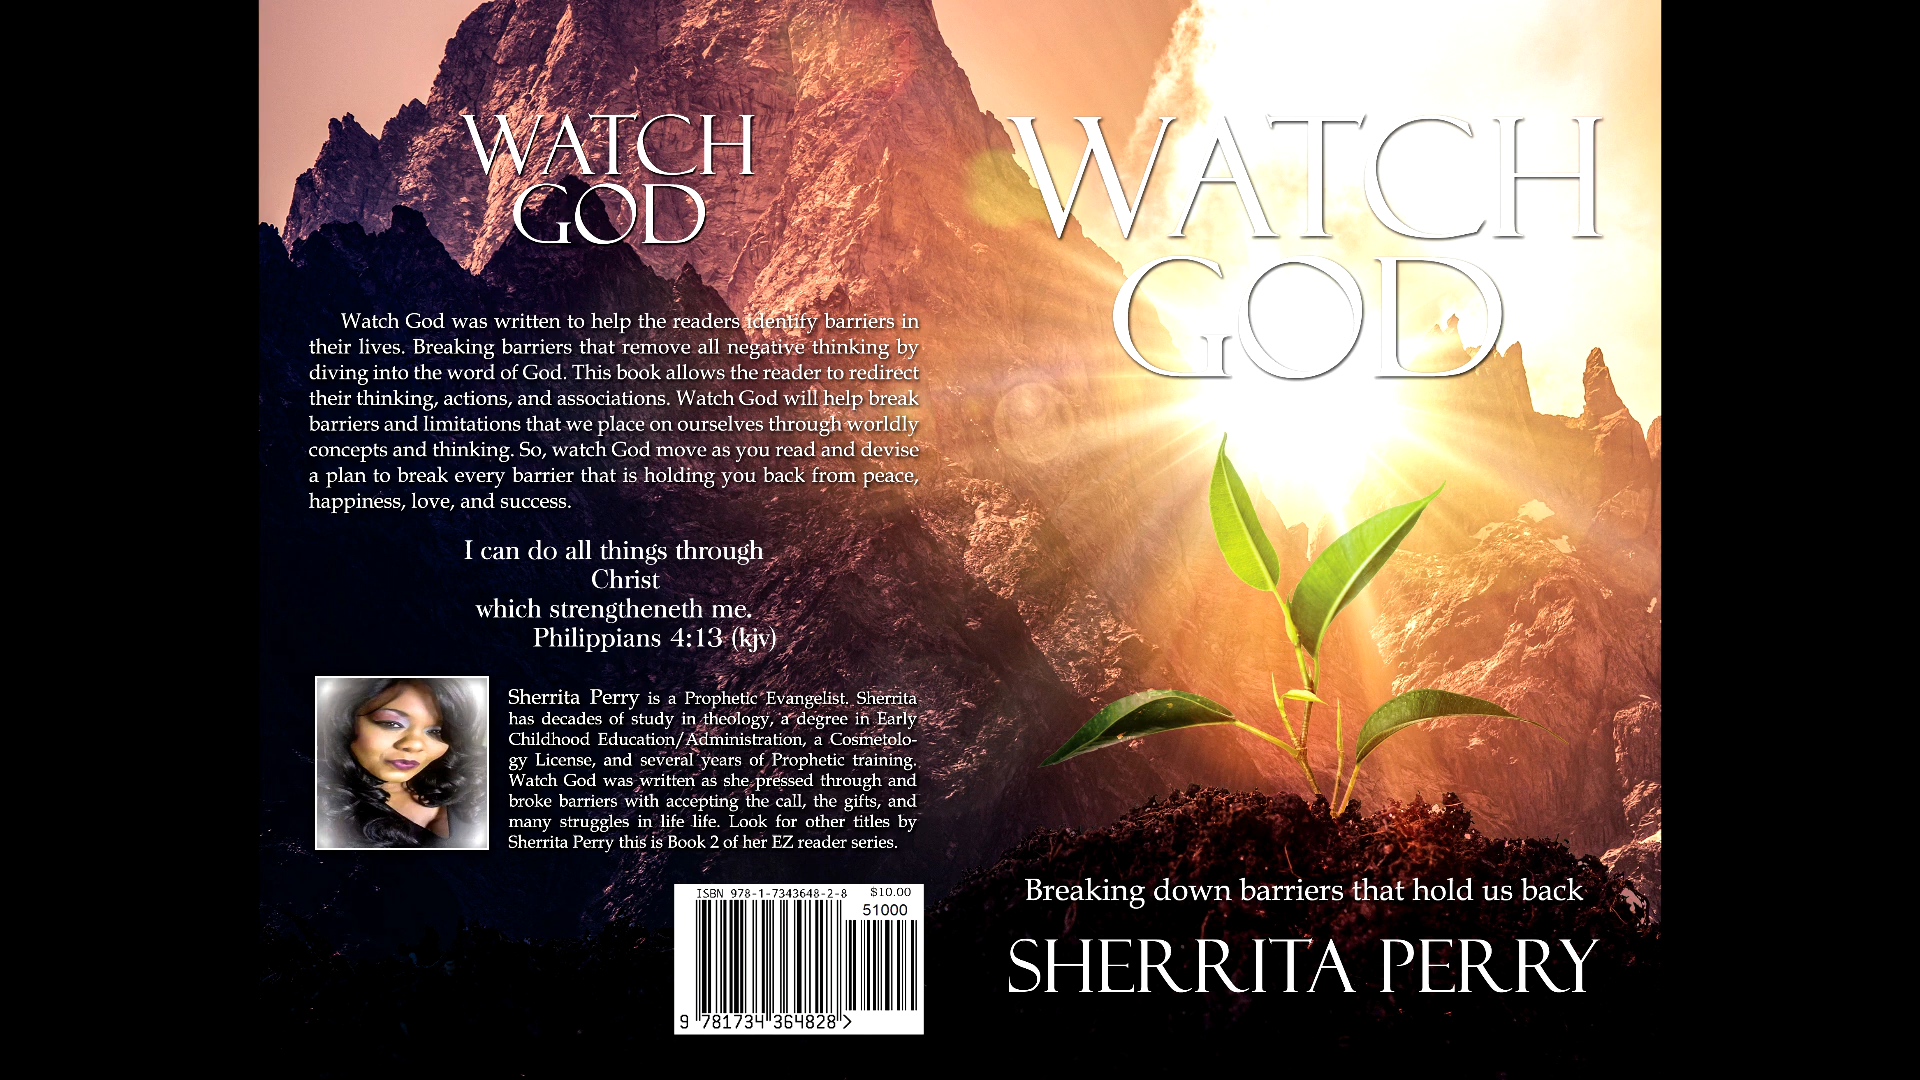 WATCH
GOD
Watch God was written to help the readers identify barriers in
their lives. Breaking barriers that remove all negative thinking by
diving into the word of God. This book allows the reader to redirect
their thinking, actions, and associations. Watch God will help break
barriers and limitations that we place on ourselves through worldly
concepts and thinking. So, watch God move as you read and devise
a plan to break every barrier that is holding you back from peace,
happiness, love, and success.
I can do all things through
Christ
which strengtheneth me.
Philippians 4:13 (kjv)
Sherrita Perry is a Prophetic Evangelist. Sherrita
has decades of study in theology, a degree in Early
Childhood Education/Administration, a Cosmetolo-
gy License, and several years of Prophetic training.
Watch God was written as she pressed through and
broke barriers with accepting the call, the gifts, and
many struggles in life life. Look for other titles by
Sherrita Perry this is Book 2 of her EZ reader series.
ISBN 978-1-7343648-2-8 $10.00
51000
9 781734 364828 >
WATCH
GOD
Breaking down barriers that hold us back
SHERRITA PERRY